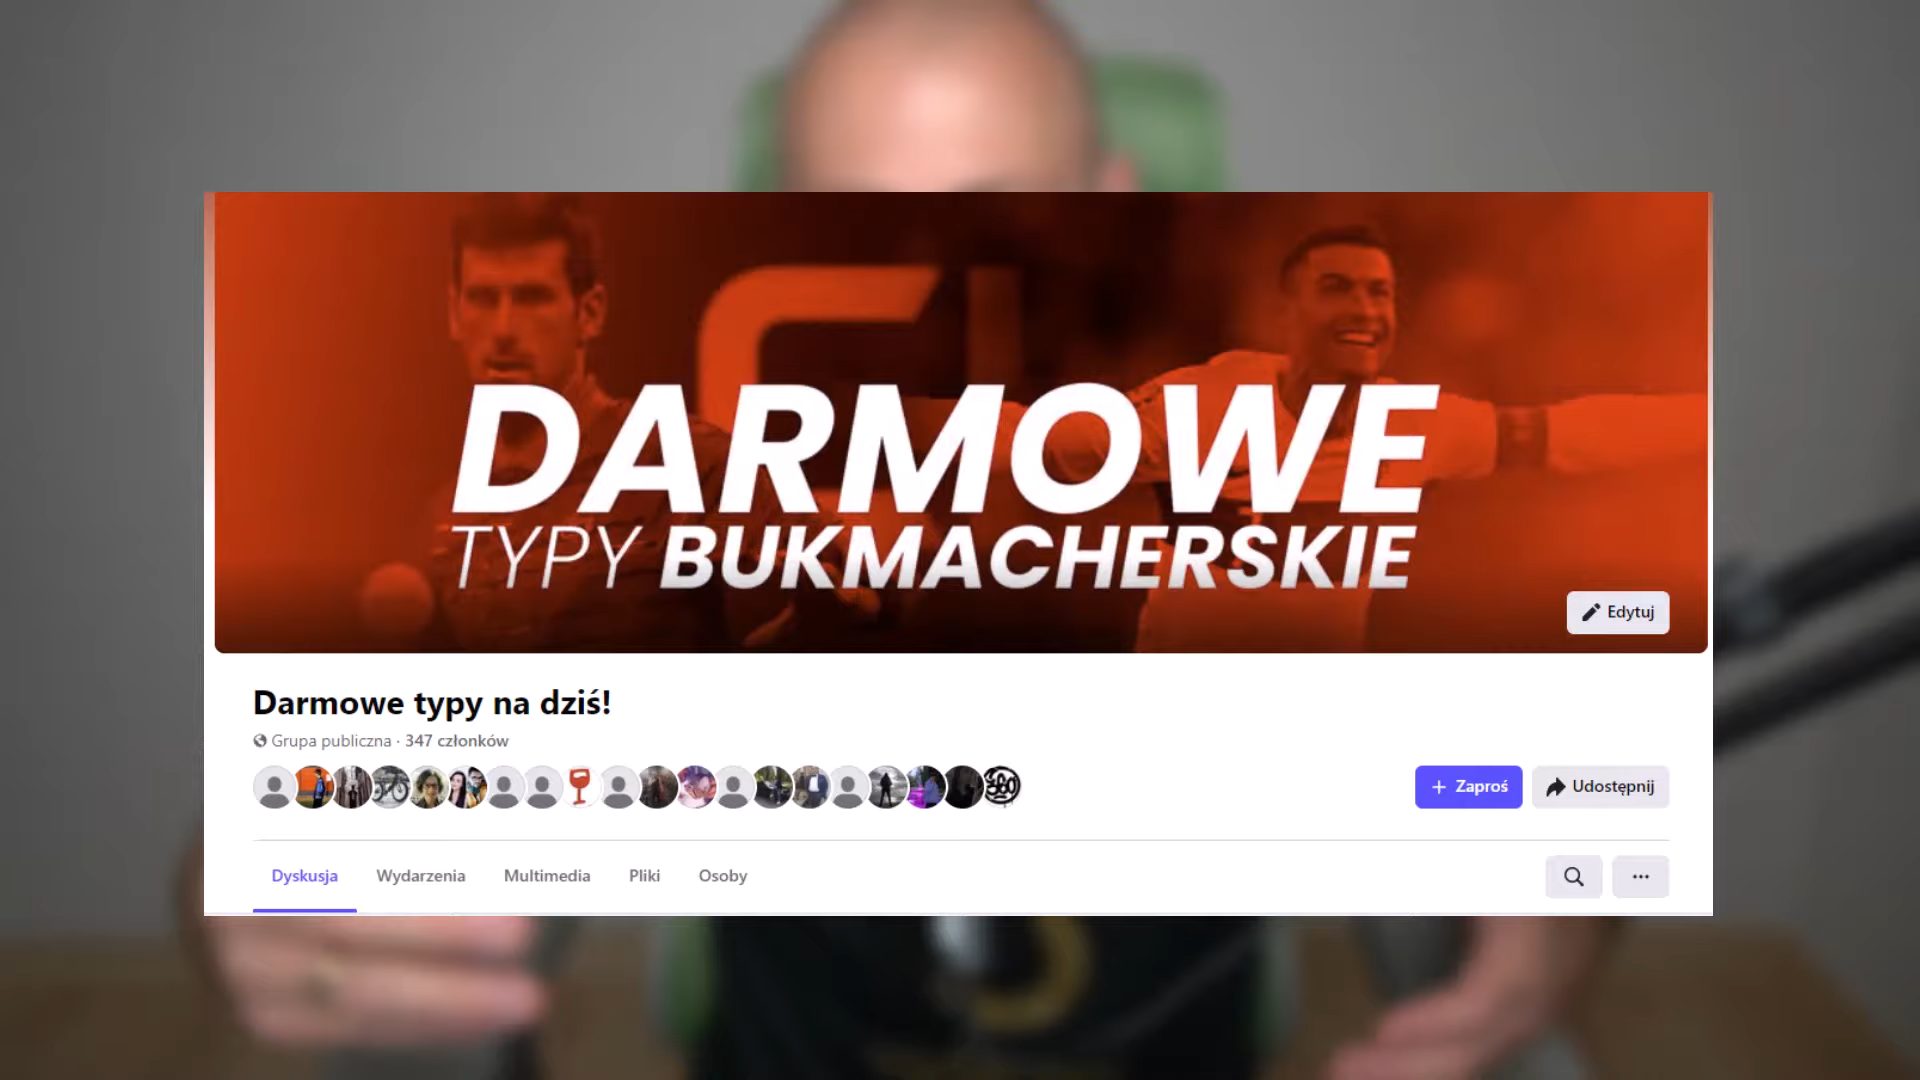 DARMOWE
TYPY BUKMACHERSKIE
Edytuj
Darmowe typy na dziś!
Grupa publiczna · 347 członków
+ Zaproś
Udostępnij
Dyskusja Wydarzenia Multimedia Pliki Osoby